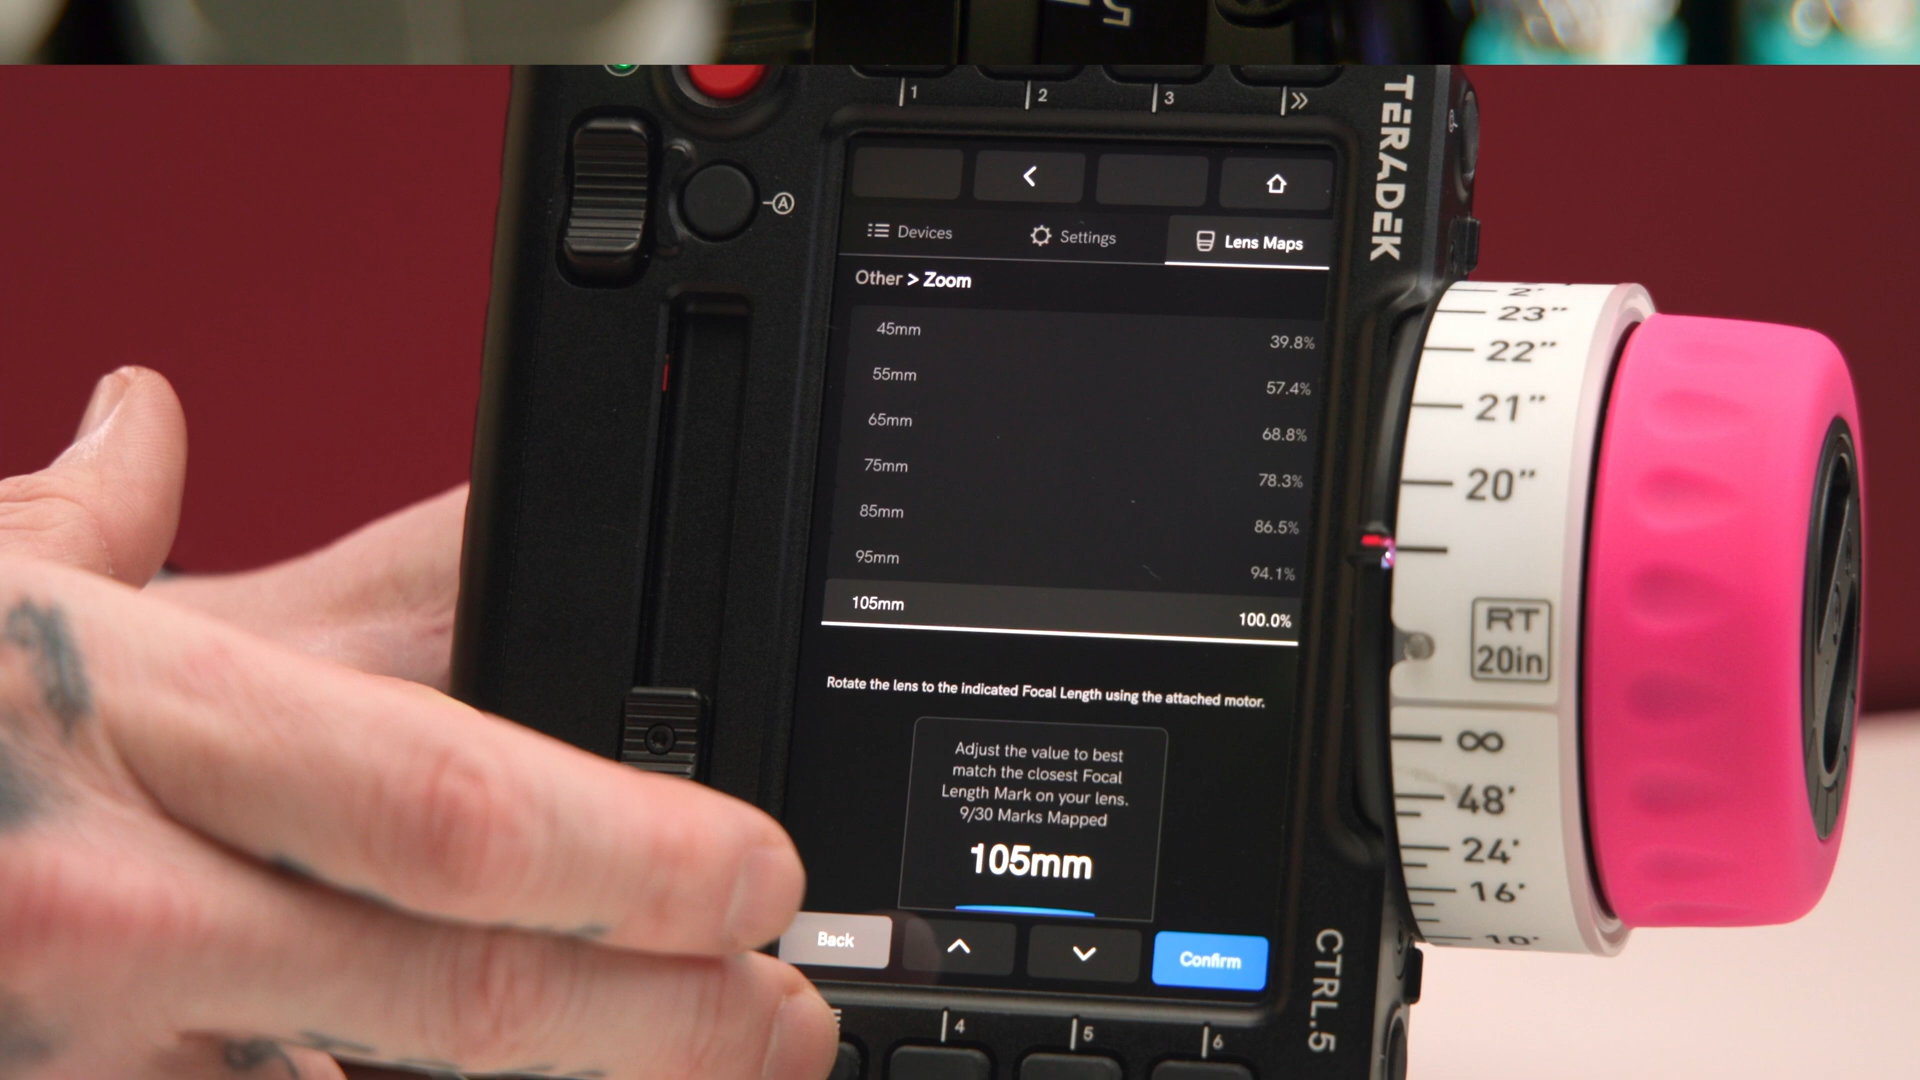 5
1
2
3
TERADEK
A
Devices
Settings
Lens Maps
Other > Zoom
45mm 39.8%
55mm 57.4%
65mm 68.8%
75mm 78.3%
85mm 86.5%
95mm 94.1%
105mm 100.0%
Rotate the lens to the indicated Focal Length using the attached motor.
Adjust the value to best
match the closest Focal
Length Mark on your lens.
9/30 Marks Mapped
105mm
Back
Confirm
4
5
6
CTRL.5
2'
23"
22"
21"
20"
RT
20in
∞
48'
24'
16'
10'